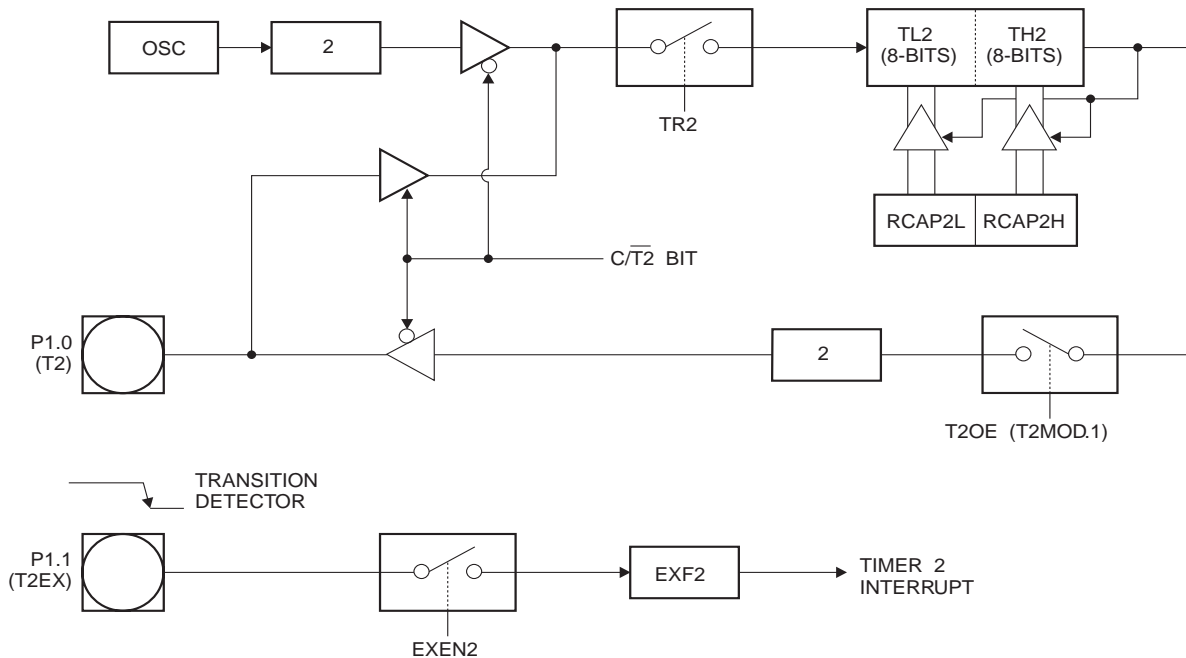 OSC
2
TR2
TL2
(8-BITS)
TH2
(8-BITS)
RCAP2L
RCAP2H
C/T2 BIT
P1.0
(T2)
2
T2OE (T2MOD.1)
TRANSITION
DETECTOR
P1.1
(T2EX)
EXEN2
EXF2
TIMER 2
INTERRUPT